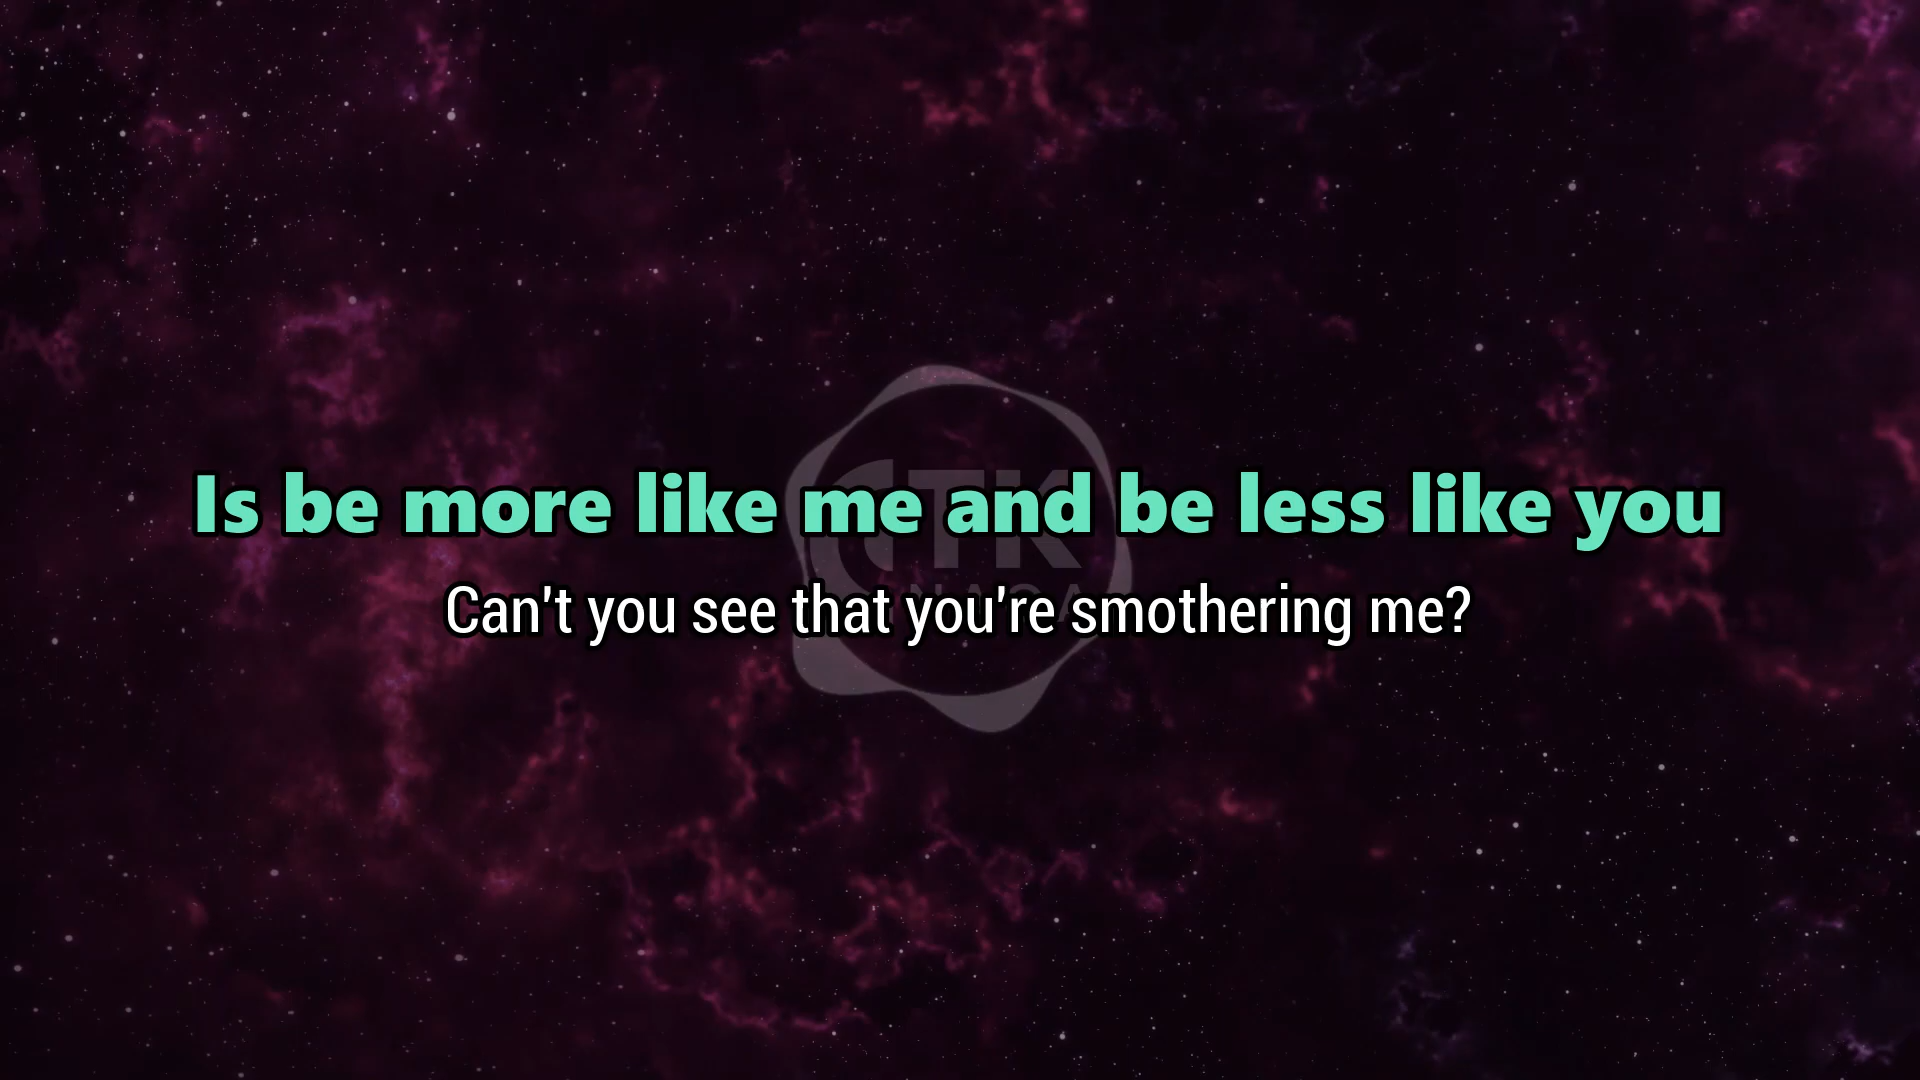 Is be more like me and be less like you
Can't you see that you're smothering me?